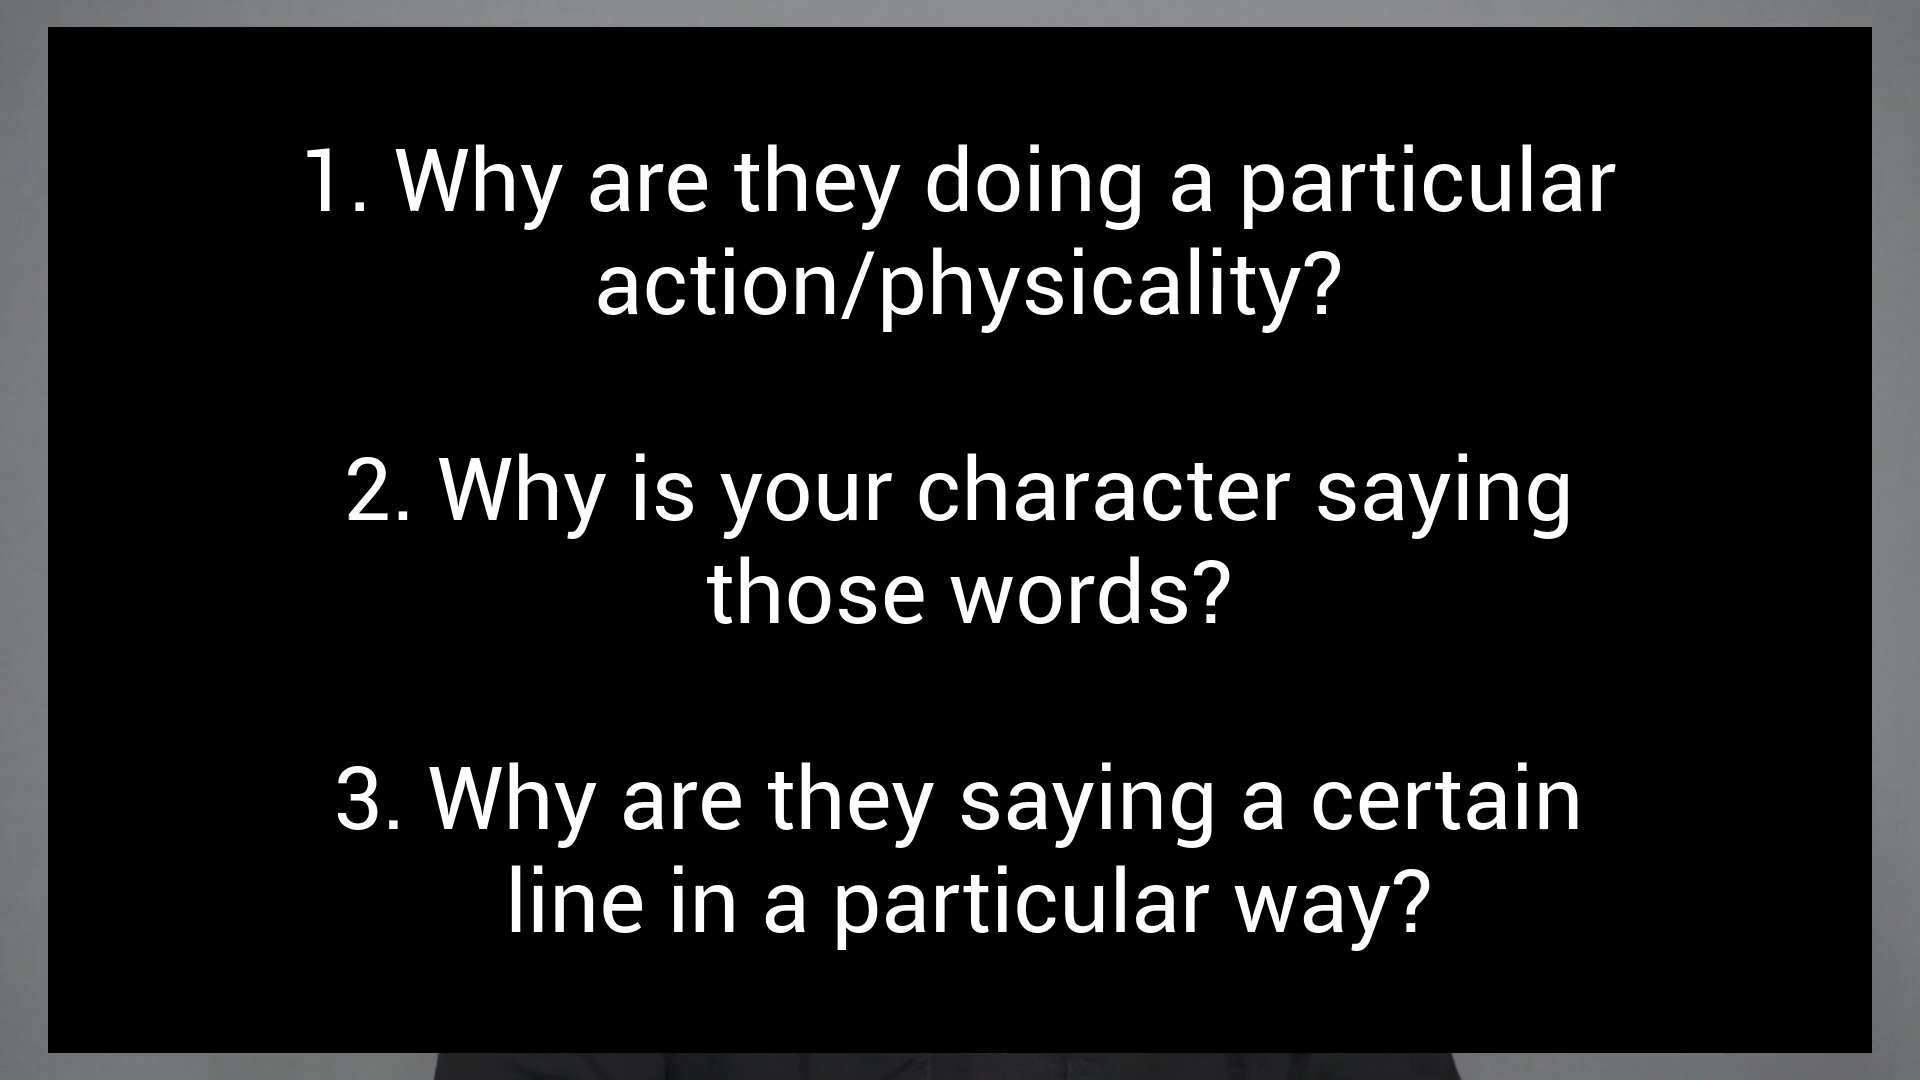 1. Why are they doing a particular
action/physicality?
2. Why is your character saying
those words?
3. Why are they saying a certain
line in a particular way?